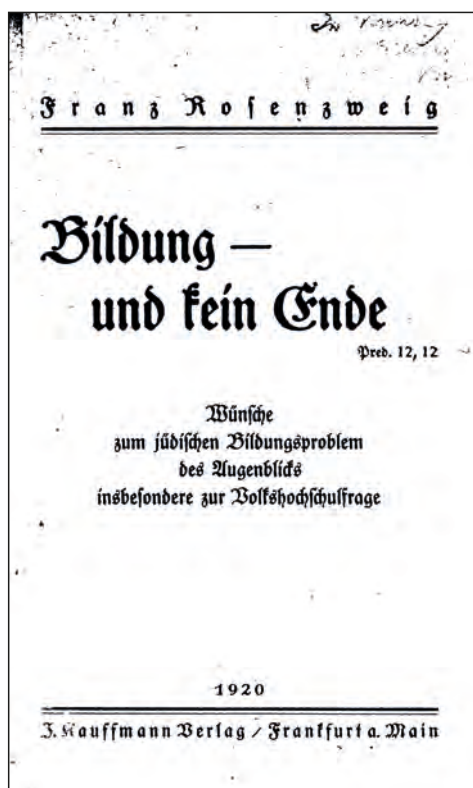 Franz Rosenzweig
Bildung —
und kein Ende
Pred. 12, 12
Wünsche
zum jüdischen Bildungsproblem
des Augenblicks
insbesondere zur Volkshochschulfrage
1920
J. Kauffmann Verlag / Frankfurt a. Main